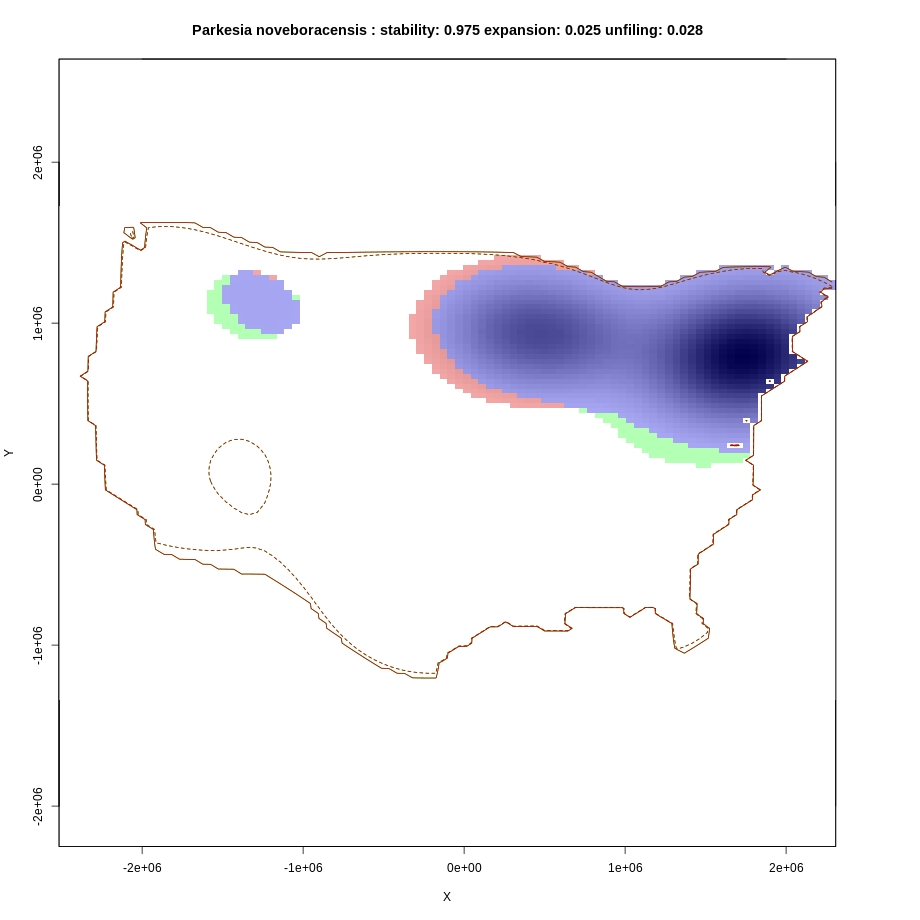 Parkesia noveboracensis : stability: 0.975 expansion: 0.025 unfiling: 0.028
2e+06
1e+06
0e+00
-1e+06
-2e+06
Y
-2e+06 -1e+06 0e+00 1e+06 2e+06
X